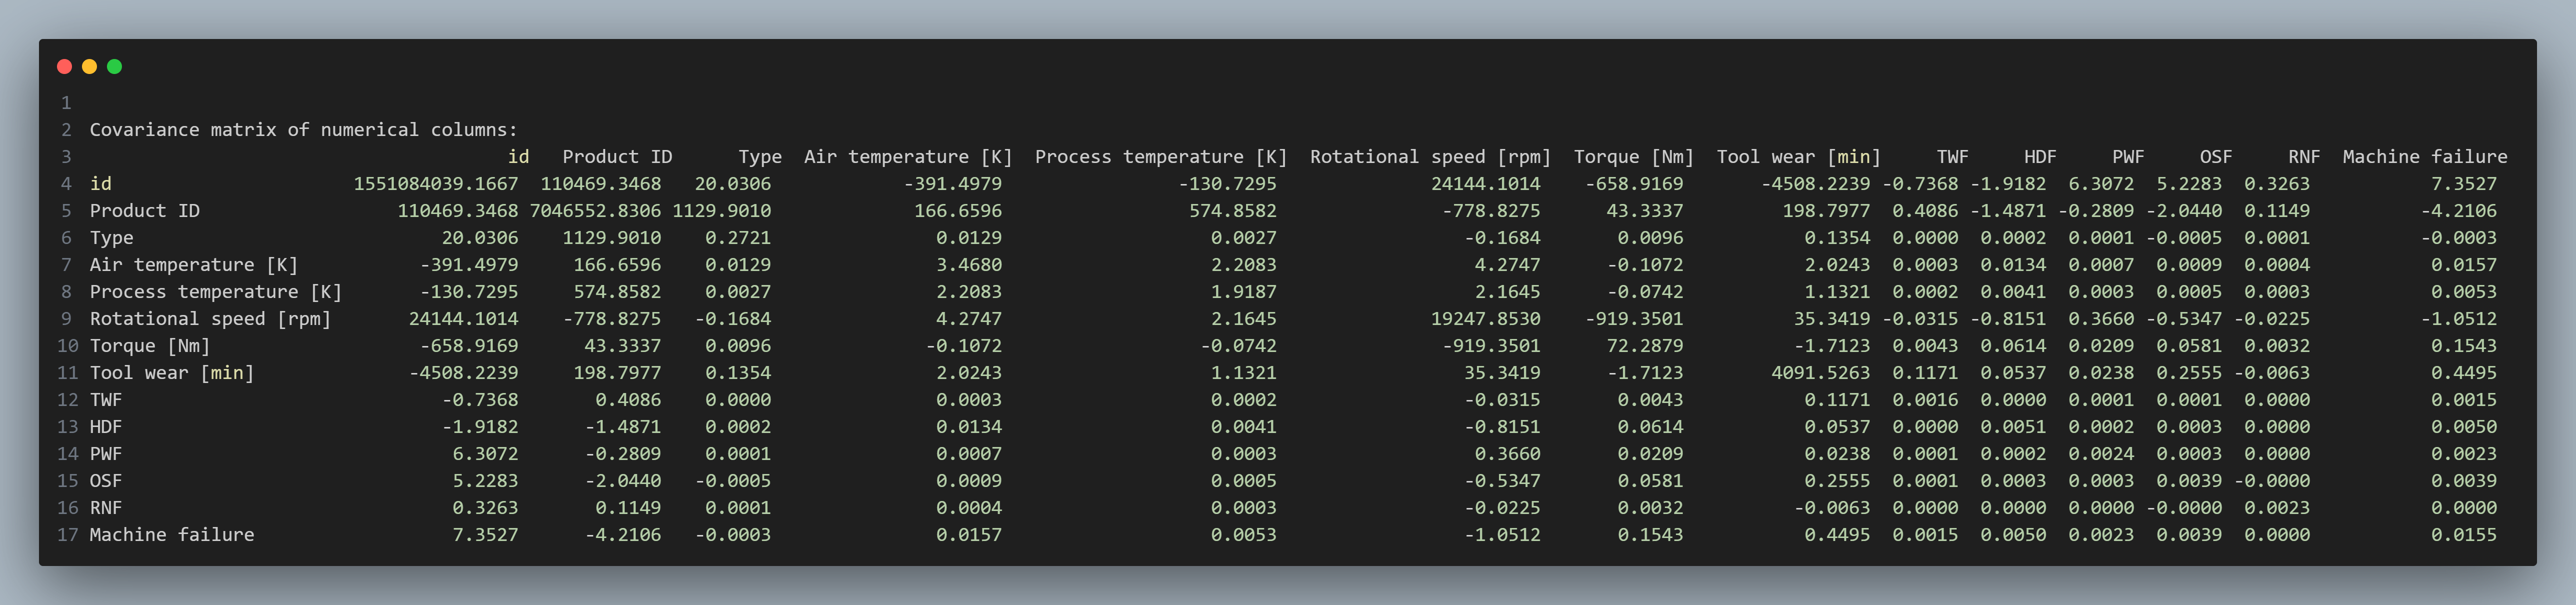 1
2 Covariance matrix of numerical columns:
3 id Product ID Type Air temperature [K] Process temperature [K] Rotational speed [rpm] Torque [Nm] Tool wear [min] TWF HDF PWF OSF RNF Machine failure
4 id 1551084039.1667 110469.3468 20.0306 -391.4979 -130.7295 24144.1014 -658.9169 -4508.2239 -0.7368 -1.9182 6.3072 5.2283 0.3263 7.3527
5 Product ID 110469.3468 7046552.8306 1129.9010 166.6596 574.8582 -778.8275 43.3337 198.7977 0.4086 -1.4871 -0.2809 -2.0440 0.1149 -4.2106
6 Type 20.0306 1129.9010 0.2721 0.0129 0.0027 -0.1684 0.0096 0.1354 0.0000 0.0002 0.0001 -0.0005 0.0001 -0.0003
7 Air temperature [K] -391.4979 166.6596 0.0129 3.4680 2.2083 4.2747 -0.1072 2.0243 0.0003 0.0134 0.0007 0.0009 0.0004 0.0157
8 Process temperature [K] -130.7295 574.8582 0.0027 2.2083 1.9187 2.1645 -0.0742 1.1321 0.0002 0.0041 0.0003 0.0005 0.0003 0.0053
9 Rotational speed [rpm] 24144.1014 -778.8275 -0.1684 4.2747 2.1645 19247.8530 -919.3501 35.3419 -0.0315 -0.8151 0.3660 -0.5347 -0.0225 -1.0512
10 Torque [Nm] -658.9169 43.3337 0.0096 -0.1072 -0.0742 -919.3501 72.2879 -1.7123 0.0043 0.0614 0.0209 0.0581 0.0032 0.1543
11 Tool wear [min] -4508.2239 198.7977 0.1354 2.0243 1.1321 35.3419 -1.7123 4091.5263 0.1171 0.0537 0.0238 0.2555 -0.0063 0.4495
12 TWF -0.7368 0.4086 0.0000 0.0003 0.0002 -0.0315 0.0043 0.1171 0.0016 0.0000 0.0001 0.0001 0.0000 0.0015
13 HDF -1.9182 -1.4871 0.0002 0.0134 0.0041 -0.8151 0.0614 0.0537 0.0000 0.0051 0.0002 0.0003 0.0000 0.0050
14 PWF 6.3072 -0.2809 0.0001 0.0007 0.0003 0.3660 0.0209 0.0238 0.0001 0.0002 0.0024 0.0003 0.0000 0.0023
15 OSF 5.2283 -2.0440 -0.0005 0.0009 0.0005 -0.5347 0.0581 0.2555 0.0001 0.0003 0.0003 0.0039 -0.0000 0.0039
16 RNF 0.3263 0.1149 0.0001 0.0004 0.0003 -0.0225 0.0032 -0.0063 0.0000 0.0000 0.0000 -0.0000 0.0023 0.0000
17 Machine failure 7.3527 -4.2106 -0.0003 0.0157 0.0053 -1.0512 0.1543 0.4495 0.0015 0.0050 0.0023 0.0039 0.0000 0.0155